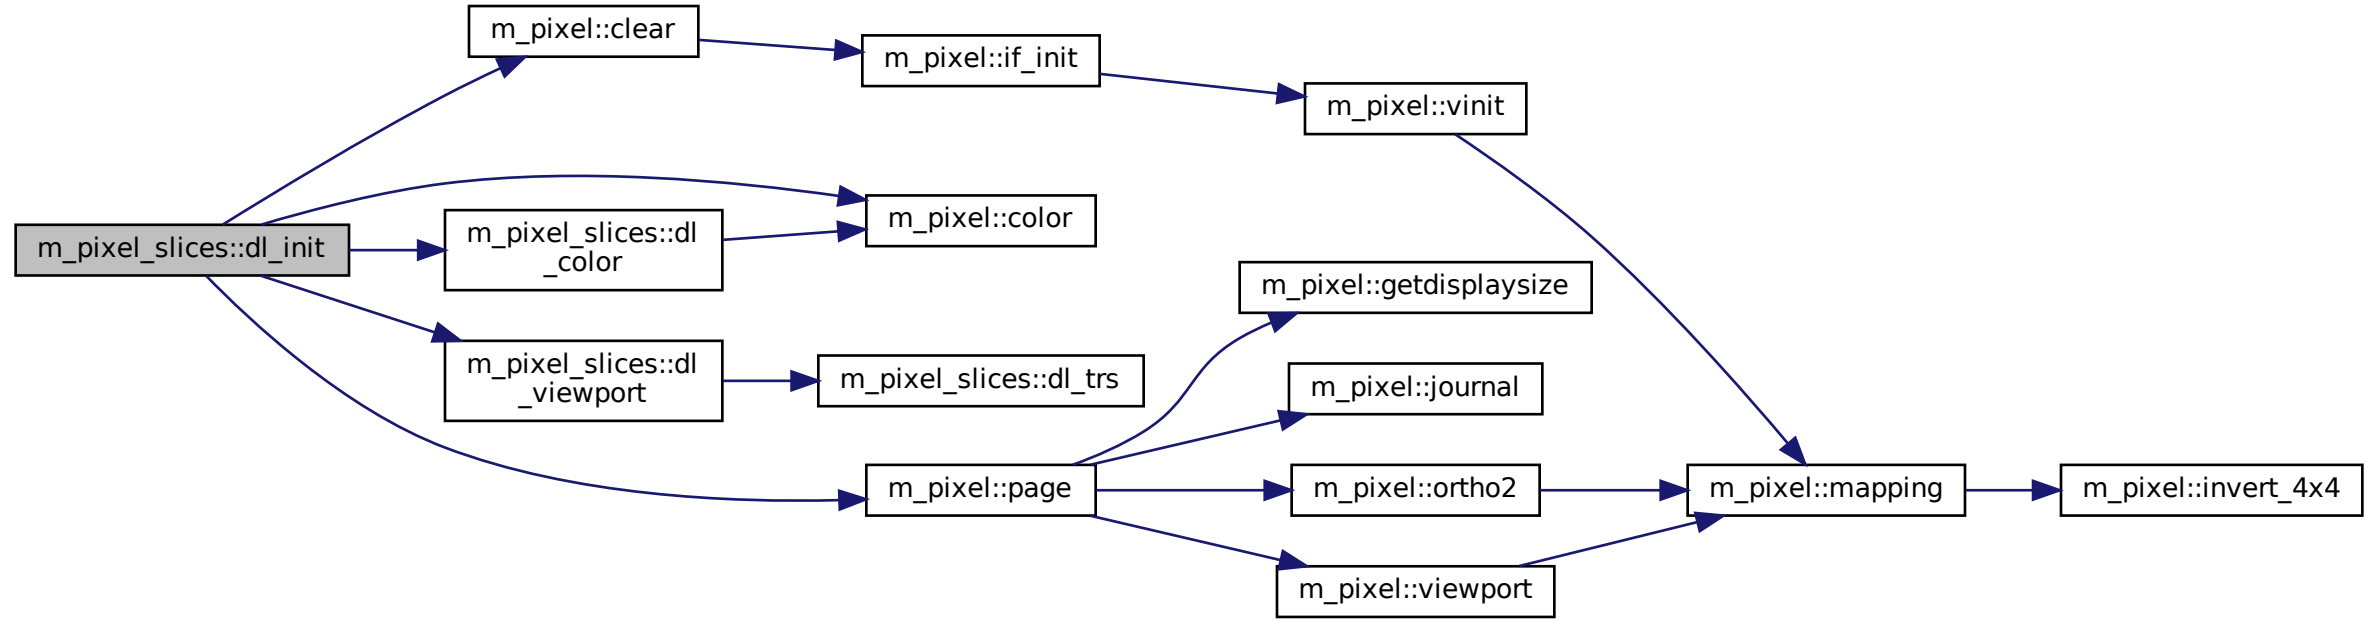 m_pixel::clear
m_pixel::if_init
m_pixel::vinit
m_pixel_slices::dl_init
m_pixel_slices::dl
_color
m_pixel::color
m_pixel::getdisplaysize
m_pixel_slices::dl
_viewport
m_pixel_slices::dl_trs
m_pixel::journal
m_pixel::page
m_pixel::ortho2
m_pixel::mapping
m_pixel::invert_4x4
m_pixel::viewport